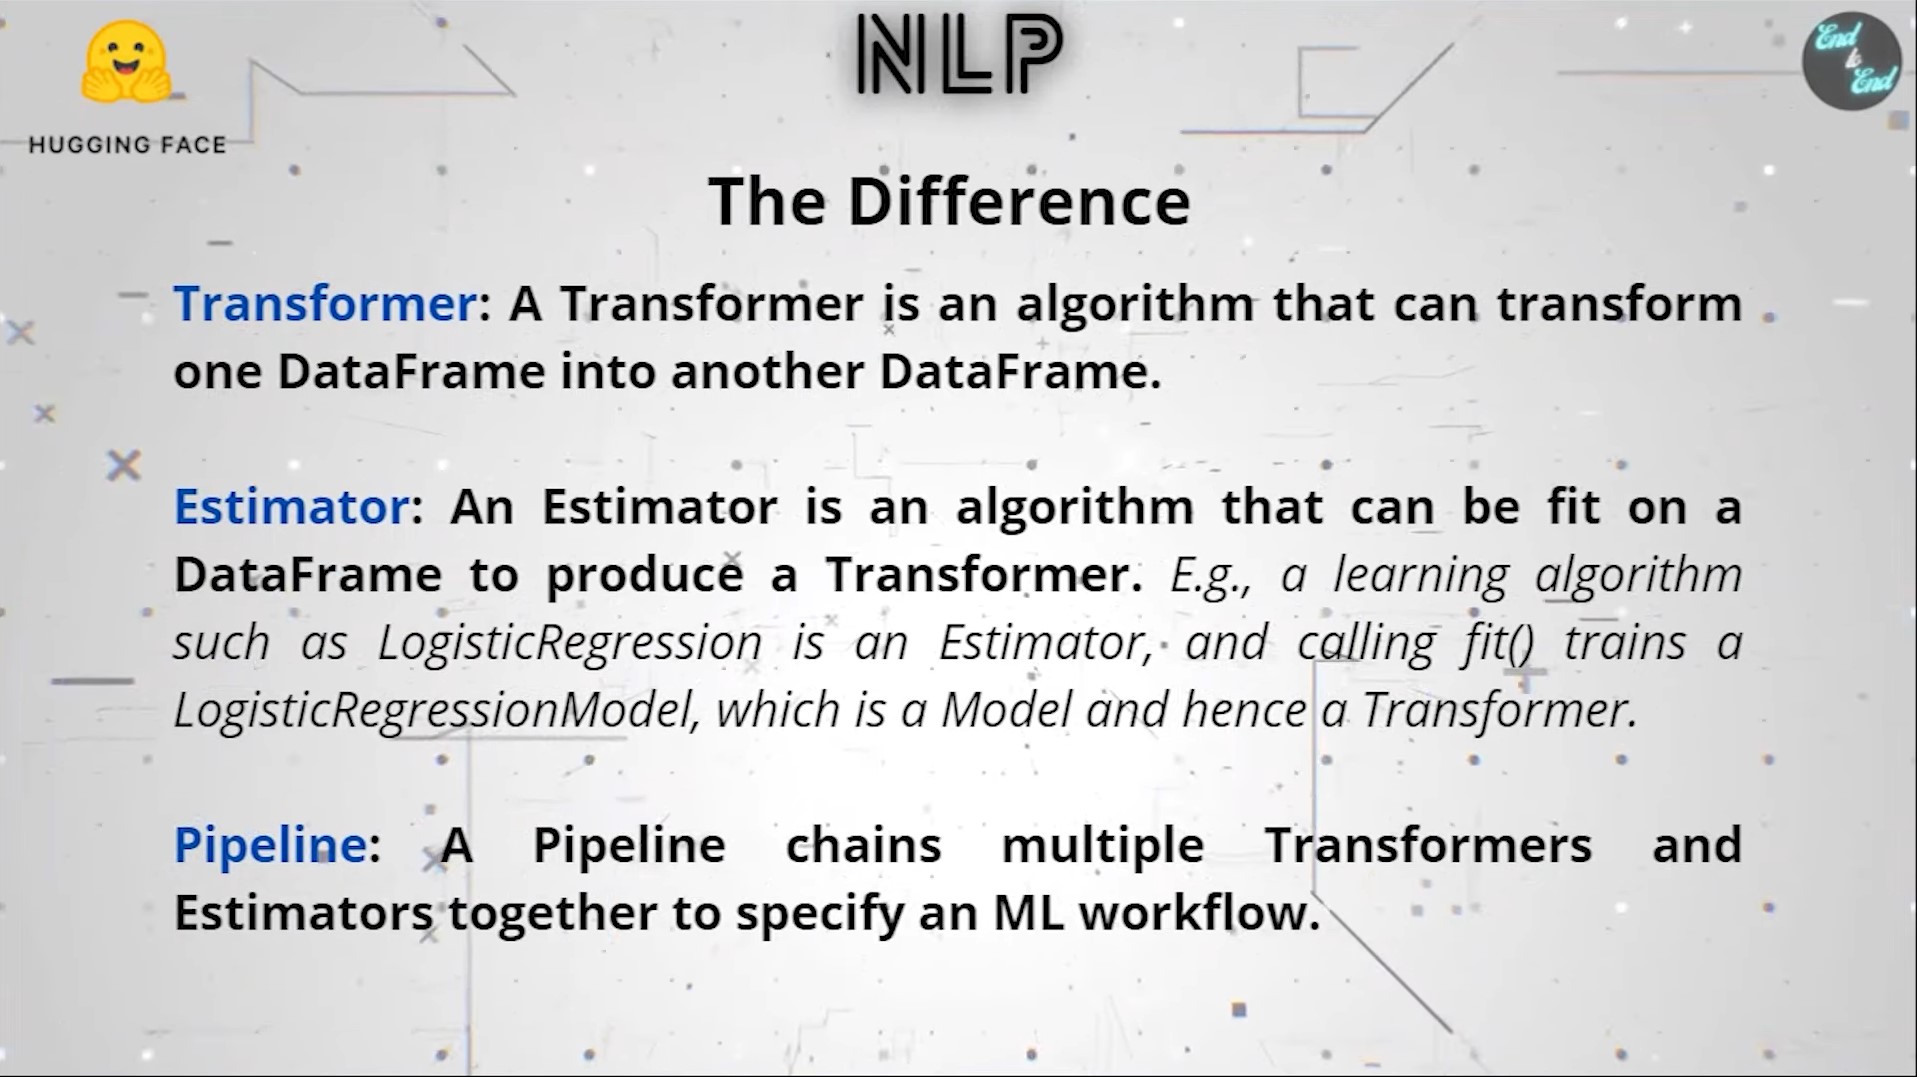 NLP
End
to
End
HUGGING FACE
The Difference
Transformer: A Transformer is an algorithm that can transform
one DataFrame into another DataFrame.
Estimator: An Estimator is an algorithm that can be fit on a
DataFrame to produce a Transformer. E.g., a learning algorithm
such as LogisticRegression is an Estimator, and calling fit() trains a
LogisticRegressionModel, which is a Model and hence a Transformer.
Pipeline: A Pipeline chains multiple Transformers and
Estimators together to specify an ML workflow.